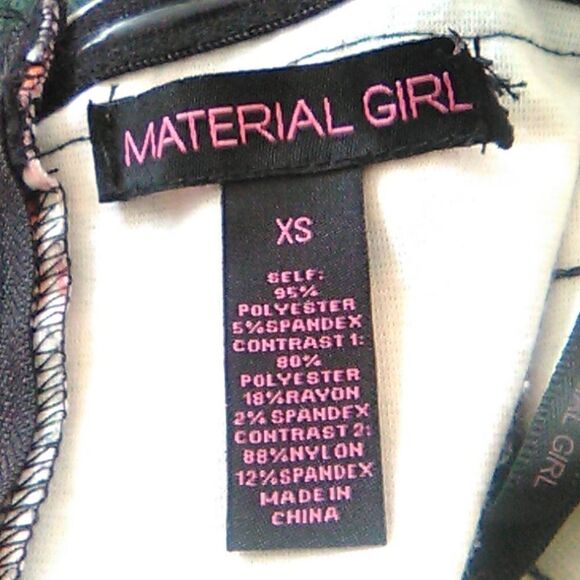 MATERIAL GIRL
XS
SELF:
95%
POLYESTER
5%SPANDEX
CONTRAST 1:
80%
POLYESTER
18%RAYON
2%SPANDEX
CONTRAST 2:
88%NYLON
12%SPANDEX
MADE IN
CHINA
GIRL